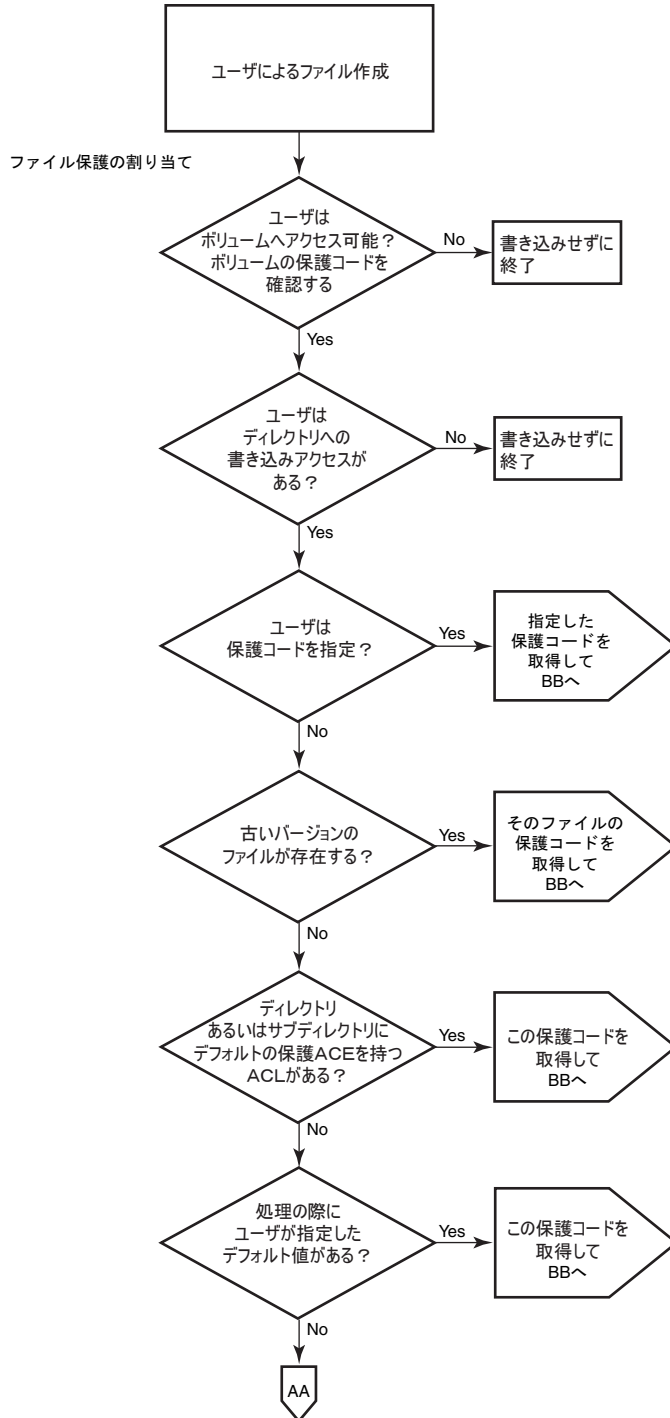 ユーザによるファイル作成
ファイル保護の割り当て
ユーザは
ボリュームへアクセス可能?
ボリュームの保護コードを
確認する
No
書き込みせずに
終了
Yes
ユーザは
ディレクトリへの
書き込みアクセスが
ある?
No
書き込みせずに
終了
Yes
ユーザは
保護コードを指定?
Yes
指定した
保護コードを
取得して
BBへ
No
古いバージョンの
ファイルが存在する?
Yes
そのファイルの
保護コードを
取得して
BBへ
No
ディレクトリ
あるいはサブディレクトリに
デフォルトの保護ACEを持つ
ACLがある?
Yes
この保護コードを
取得して
BBへ
No
処理の際に
ユーザが指定した
デフォルト値がある?
Yes
この保護コードを
取得して
BBへ
No
AA